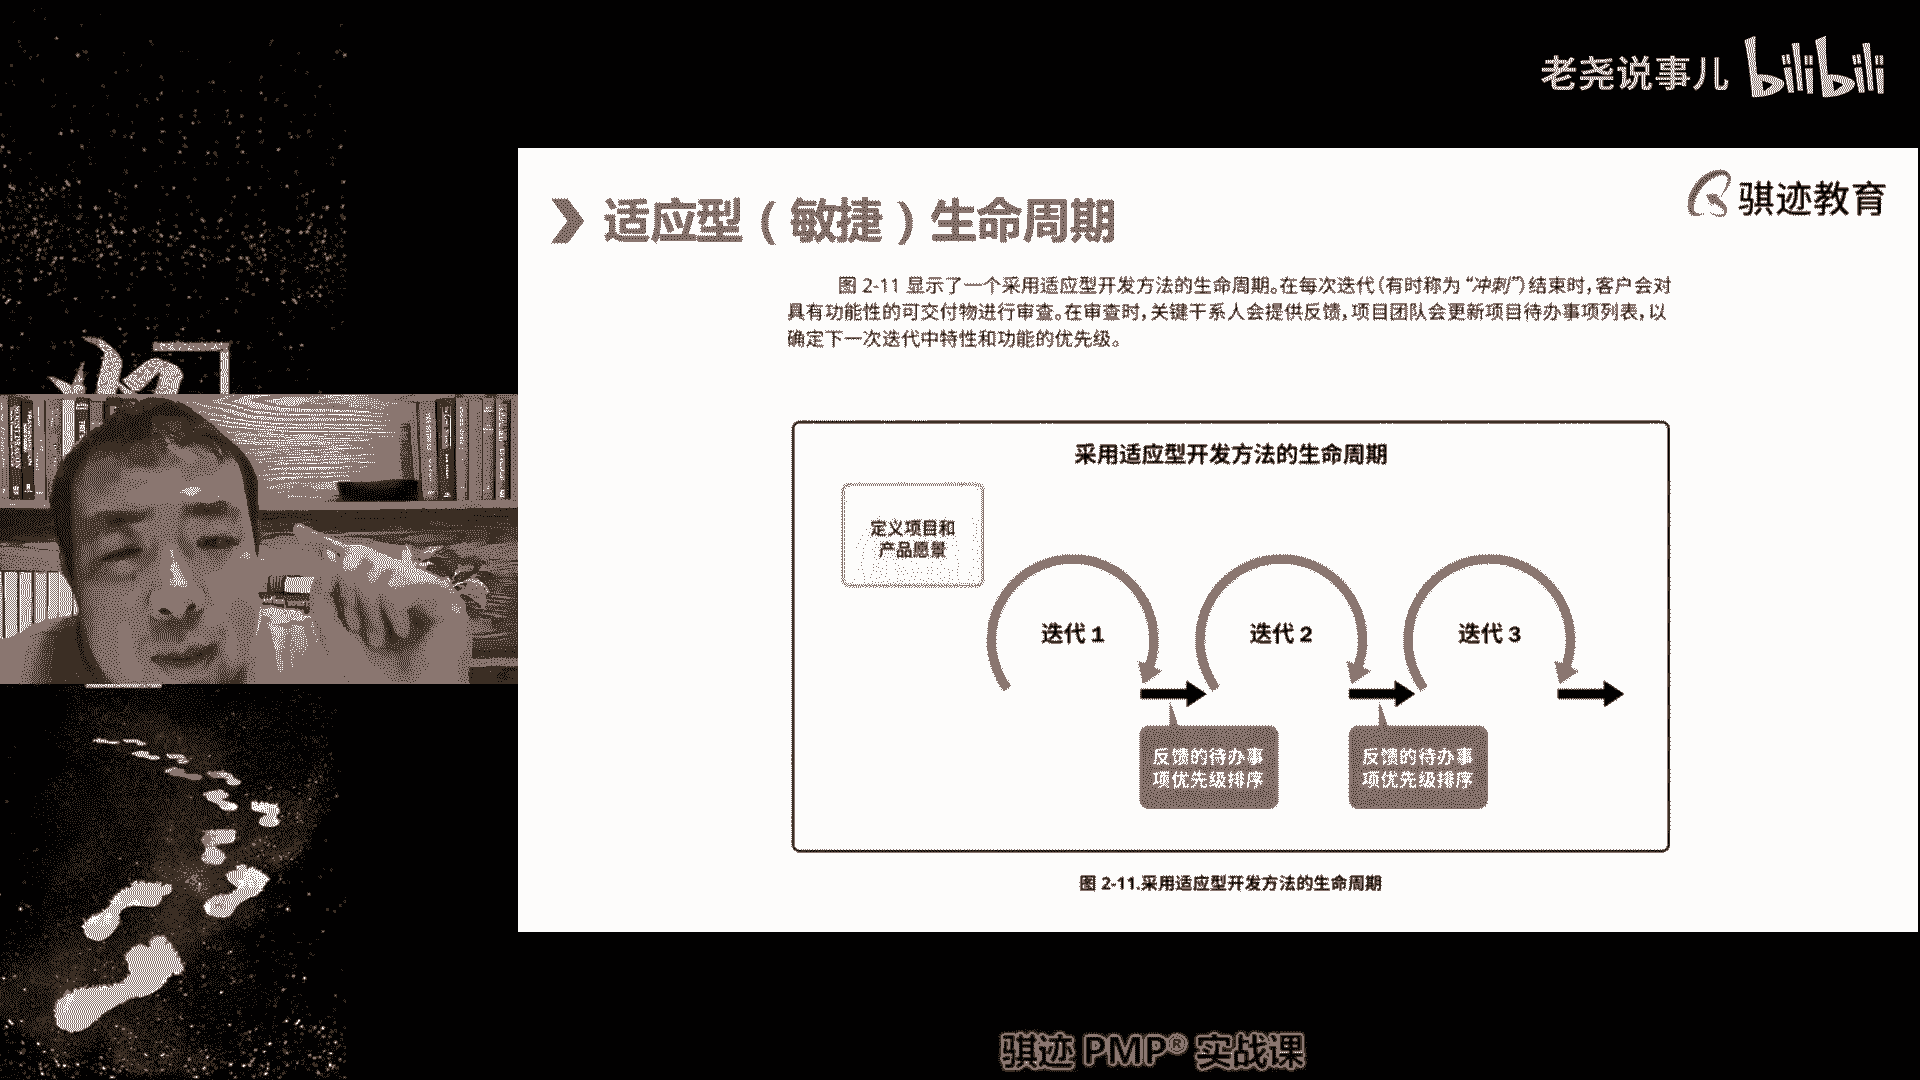 老尧说事儿 bilibili
骐迹教育
适应型（敏捷）生命周期
图 2-11 显示了一个采用适应型开发方法的生命周期。在每次迭代（有时称为“冲刺”）结束时，客户会对
具有功能性的可交付物进行审查。在审查时，关键干系人会提供反馈，项目团队会更新项目待办事项列表，以
确定下一次迭代中特性和功能的优先级。
采用适应型开发方法的生命周期
定义项目和
产品愿景
迭代 1
迭代 2
迭代 3
反馈的待办事
项优先级排序
反馈的待办事
项优先级排序
图 2-11.采用适应型开发方法的生命周期
骐迹 PMP® 实战课